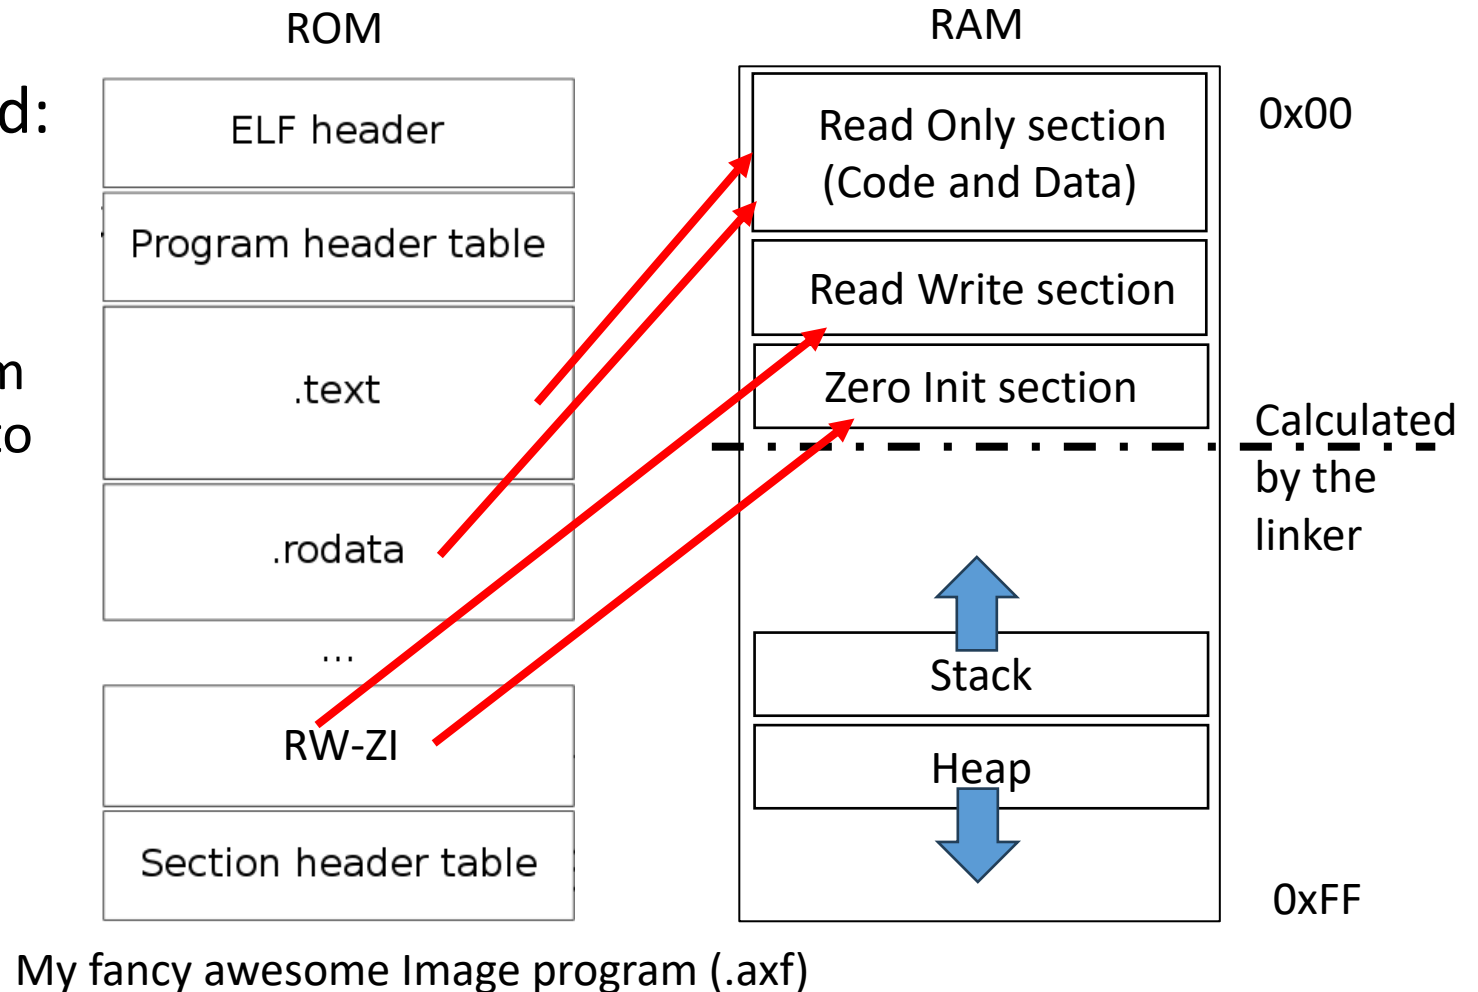 ROM
RAM
d:
ELF header
Program header table
.text
.rodata
...
RW-ZI
Section header table
m
to
Read Only section
(Code and Data)
Read Write section
Zero Init section
Stack
Heap
0x00
Calculated
by the
linker
0xFF
My fancy awesome Image program (.axf)